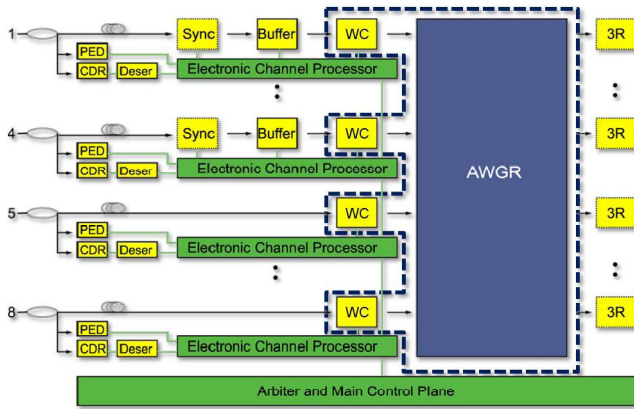 1 Sync Buffer WC 3R
PED
CDR Deser Electronic Channel Processor
4 Sync Buffer WC 3R
PED
CDR Deser Electronic Channel Processor
AWGR
5 WC 3R
PED
CDR Deser Electronic Channel Processor
8 WC 3R
PED
CDR Deser Electronic Channel Processor
Arbiter and Main Control Plane